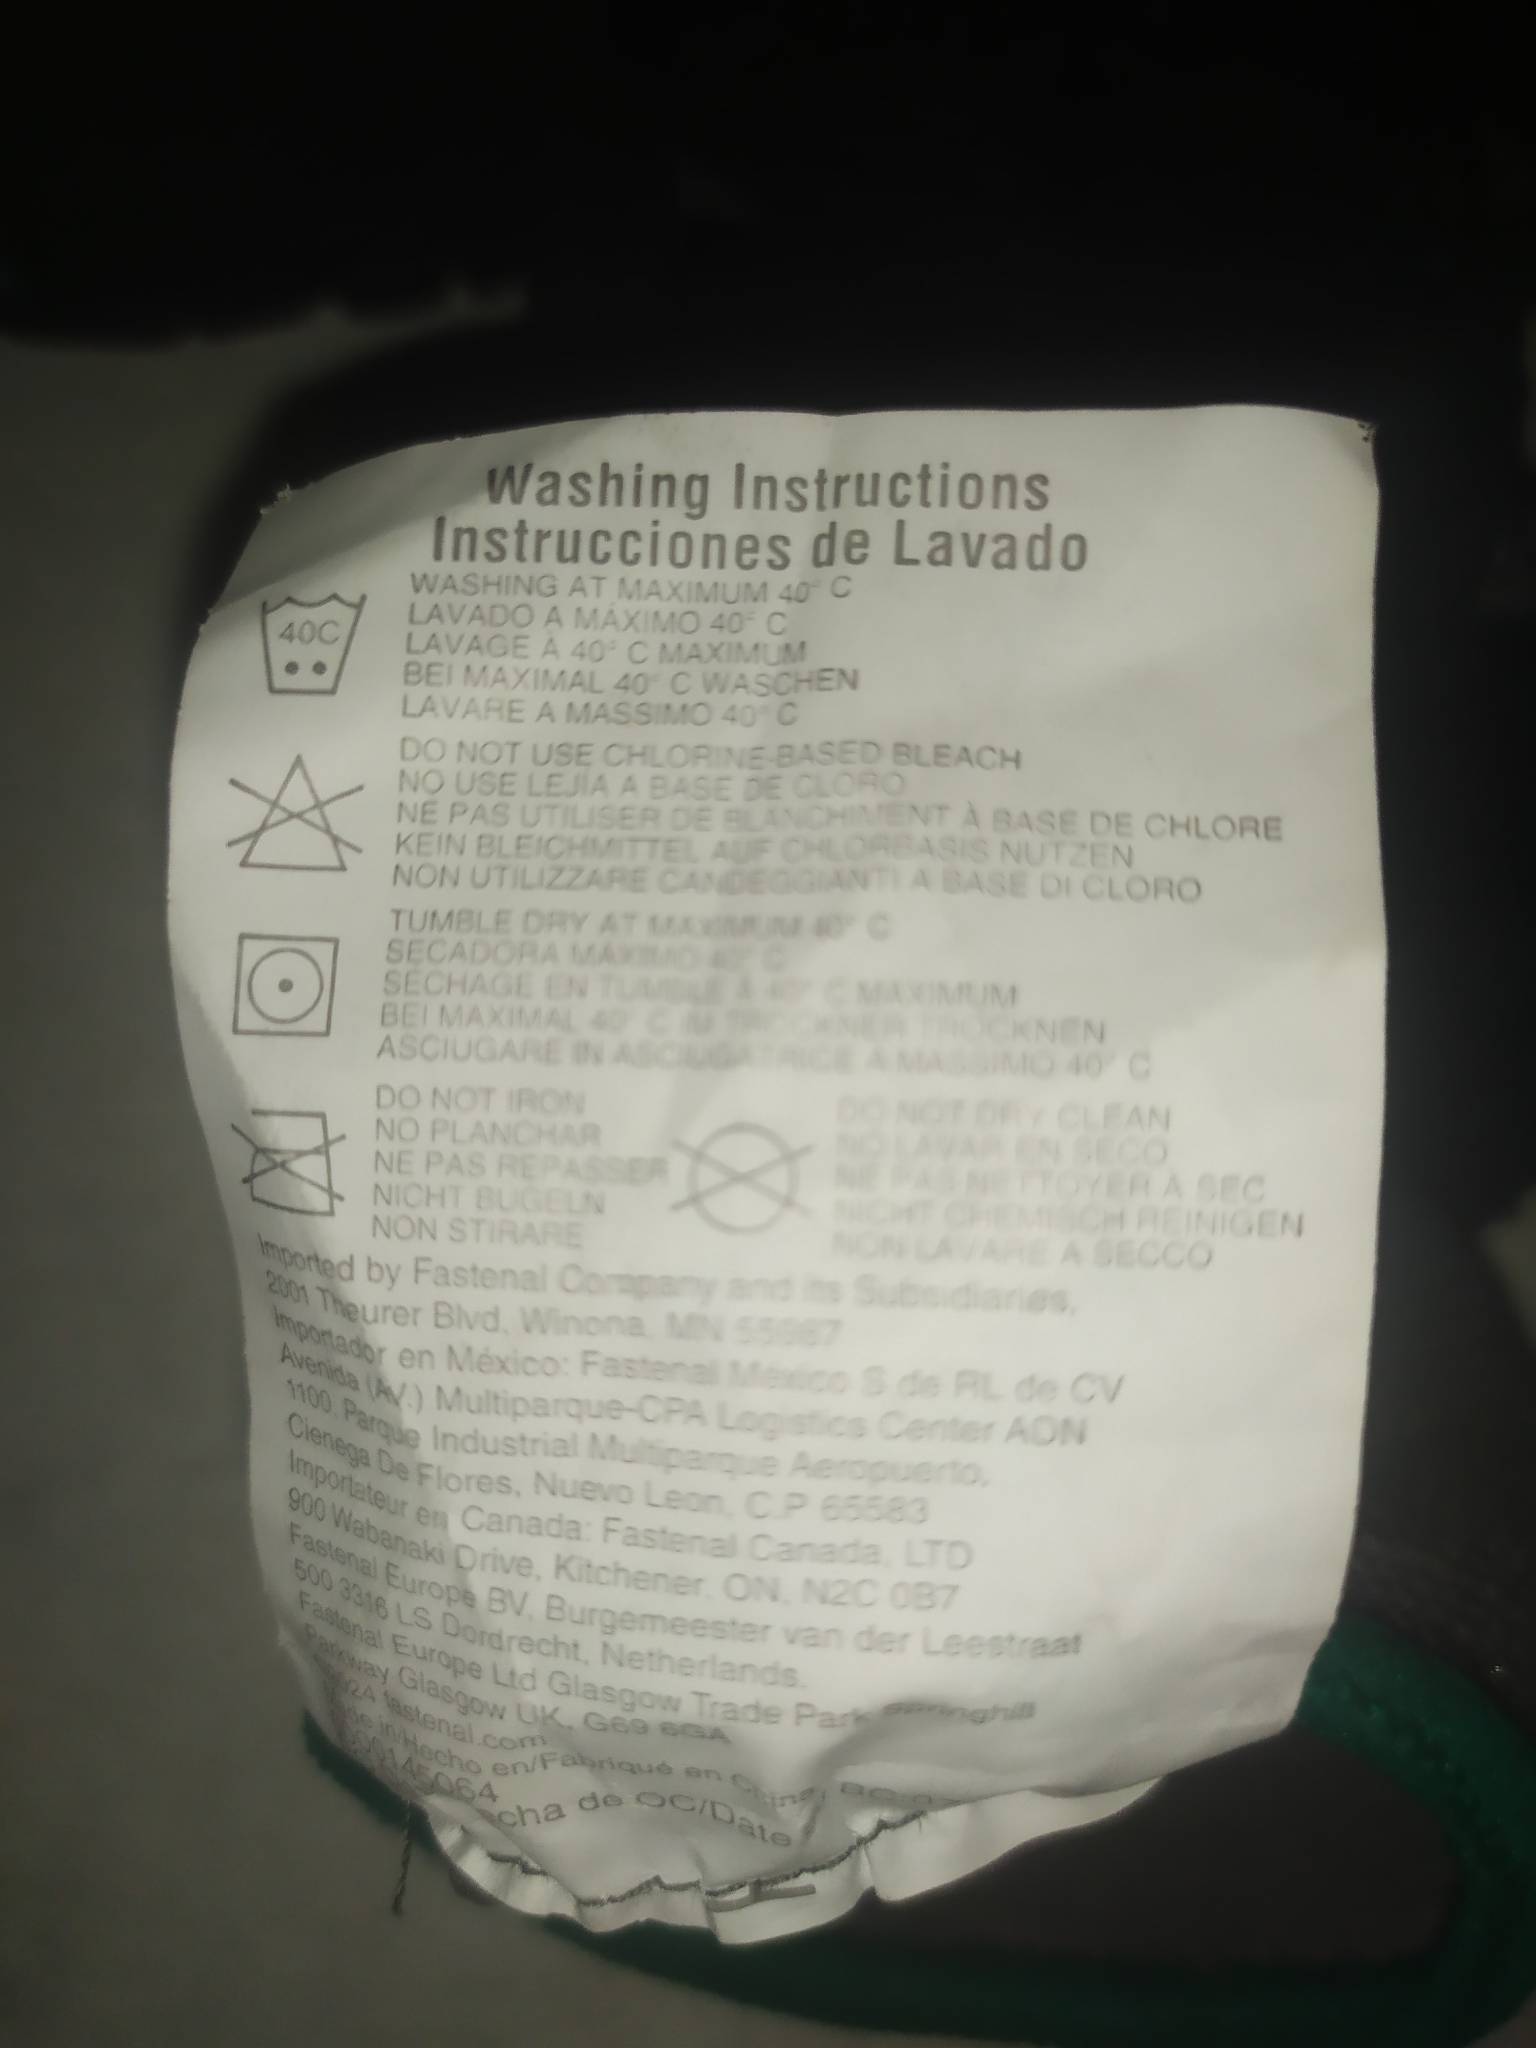 Washing Instructions
Instrucciones de Lavado
40C
WASHING AT MAXIMUM 40° C
LAVADO A MÁXIMO 40° C
LAVAGE À 40° C MAXIMUM
BEI MAXIMAL 40° C WASCHEN
LAVARE A MASSIMO 40° C
DO NOT USE CHLORINE-BASED BLEACH
NO USE LEJÍA A BASE DE CLORO
NE PAS UTILISER DE BLANCHIMENT À BASE DE CHLORE
KEIN BLEICHMITTEL AUF CHLORBASIS NUTZEN
NON UTILIZZARE CANDEGGIANTI A BASE DI CLORO
TUMBLE DRY AT MAXIMUM 40° C
SECADORA MÁXIMO 40° C
SÉCHAGE EN TUMBLE À 40° C MAXIMUM
BEI MAXIMAL 40° C IM TROCKNER TROCKNEN
ASCIUGARE IN ASCIUGATRICE A MASSIMO 40° C
DO NOT IRON
NO PLANCHAR
NE PAS REPASSER
NICHT BUGELN
NON STIRARE
DO NOT DRY CLEAN
NO LAVAR EN SECO
NE PAS NETTOYER À SEC
NICHT CHEMISCH REINIGEN
NON LAVARE A SECCO
Imported by Fastenal Company and its Subsidiaries,
2001 Theurer Blvd, Winona, MN 55987
Importador en México: Fastenal México S de RL de CV
Avenida (AV.) Multiparque-CPA Logistics Center AON
1100, Parque Industrial Multiparque Aeropuerto,
Cienega De Flores, Nuevo Leon, C.P 65583
Importateur en Canada: Fastenal Canada, LTD
900 Wabanaki Drive, Kitchener, ON, N2C 0B7
Fastenal Europe BV, Burgemeester van der Leestraat
500 3316 LS Dordrecht, Netherlands.
Fastenal Europe Ltd Glasgow Trade Park Springhill
Parkway Glasgow UK, G69 6GA
fastenal.com
in/Hecho en/Fabriqué en China,
de OC/Date